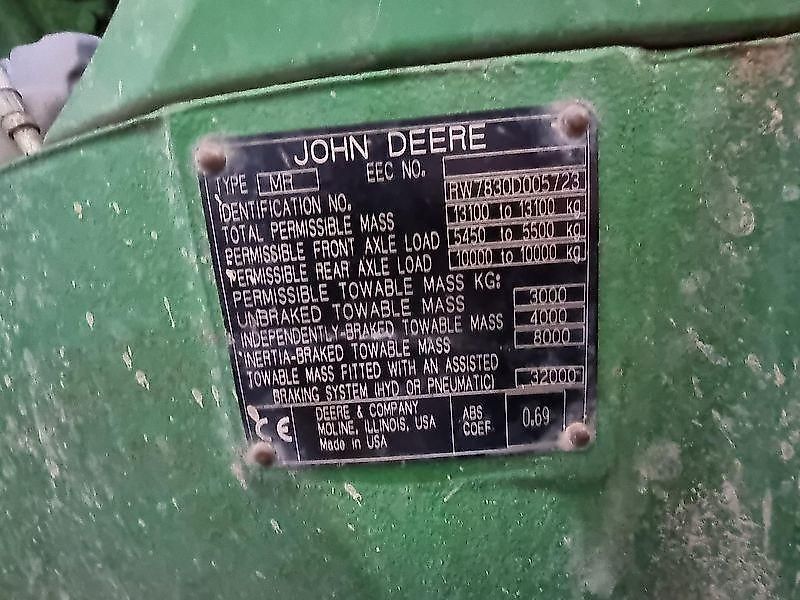 JOHN DEERE
TYPE MR EEC NO.
IDENTIFICATION NO. RW7830D005723
TOTAL PERMISSIBLE MASS 13100 to 13100 kg
PERMISSIBLE FRONT AXLE LOAD 5450 to 5500 kg
PERMISSIBLE REAR AXLE LOAD 10000 to 10000 kg
PERMISSIBLE TOWABLE MASS KG:
UNBRAKED TOWABLE MASS 3000
INDEPENDENTLY-BRAKED TOWABLE MASS 4000
INERTIA-BRAKED TOWABLE MASS 8000
TOWABLE MASS FITTED WITH AN ASSISTED
BRAKING SYSTEM (HYD OR PNEUMATIC) 32000
CE
DEERE & COMPANY
MOLINE, ILLINOIS, USA
Made in USA
ABS
COEF
0.69